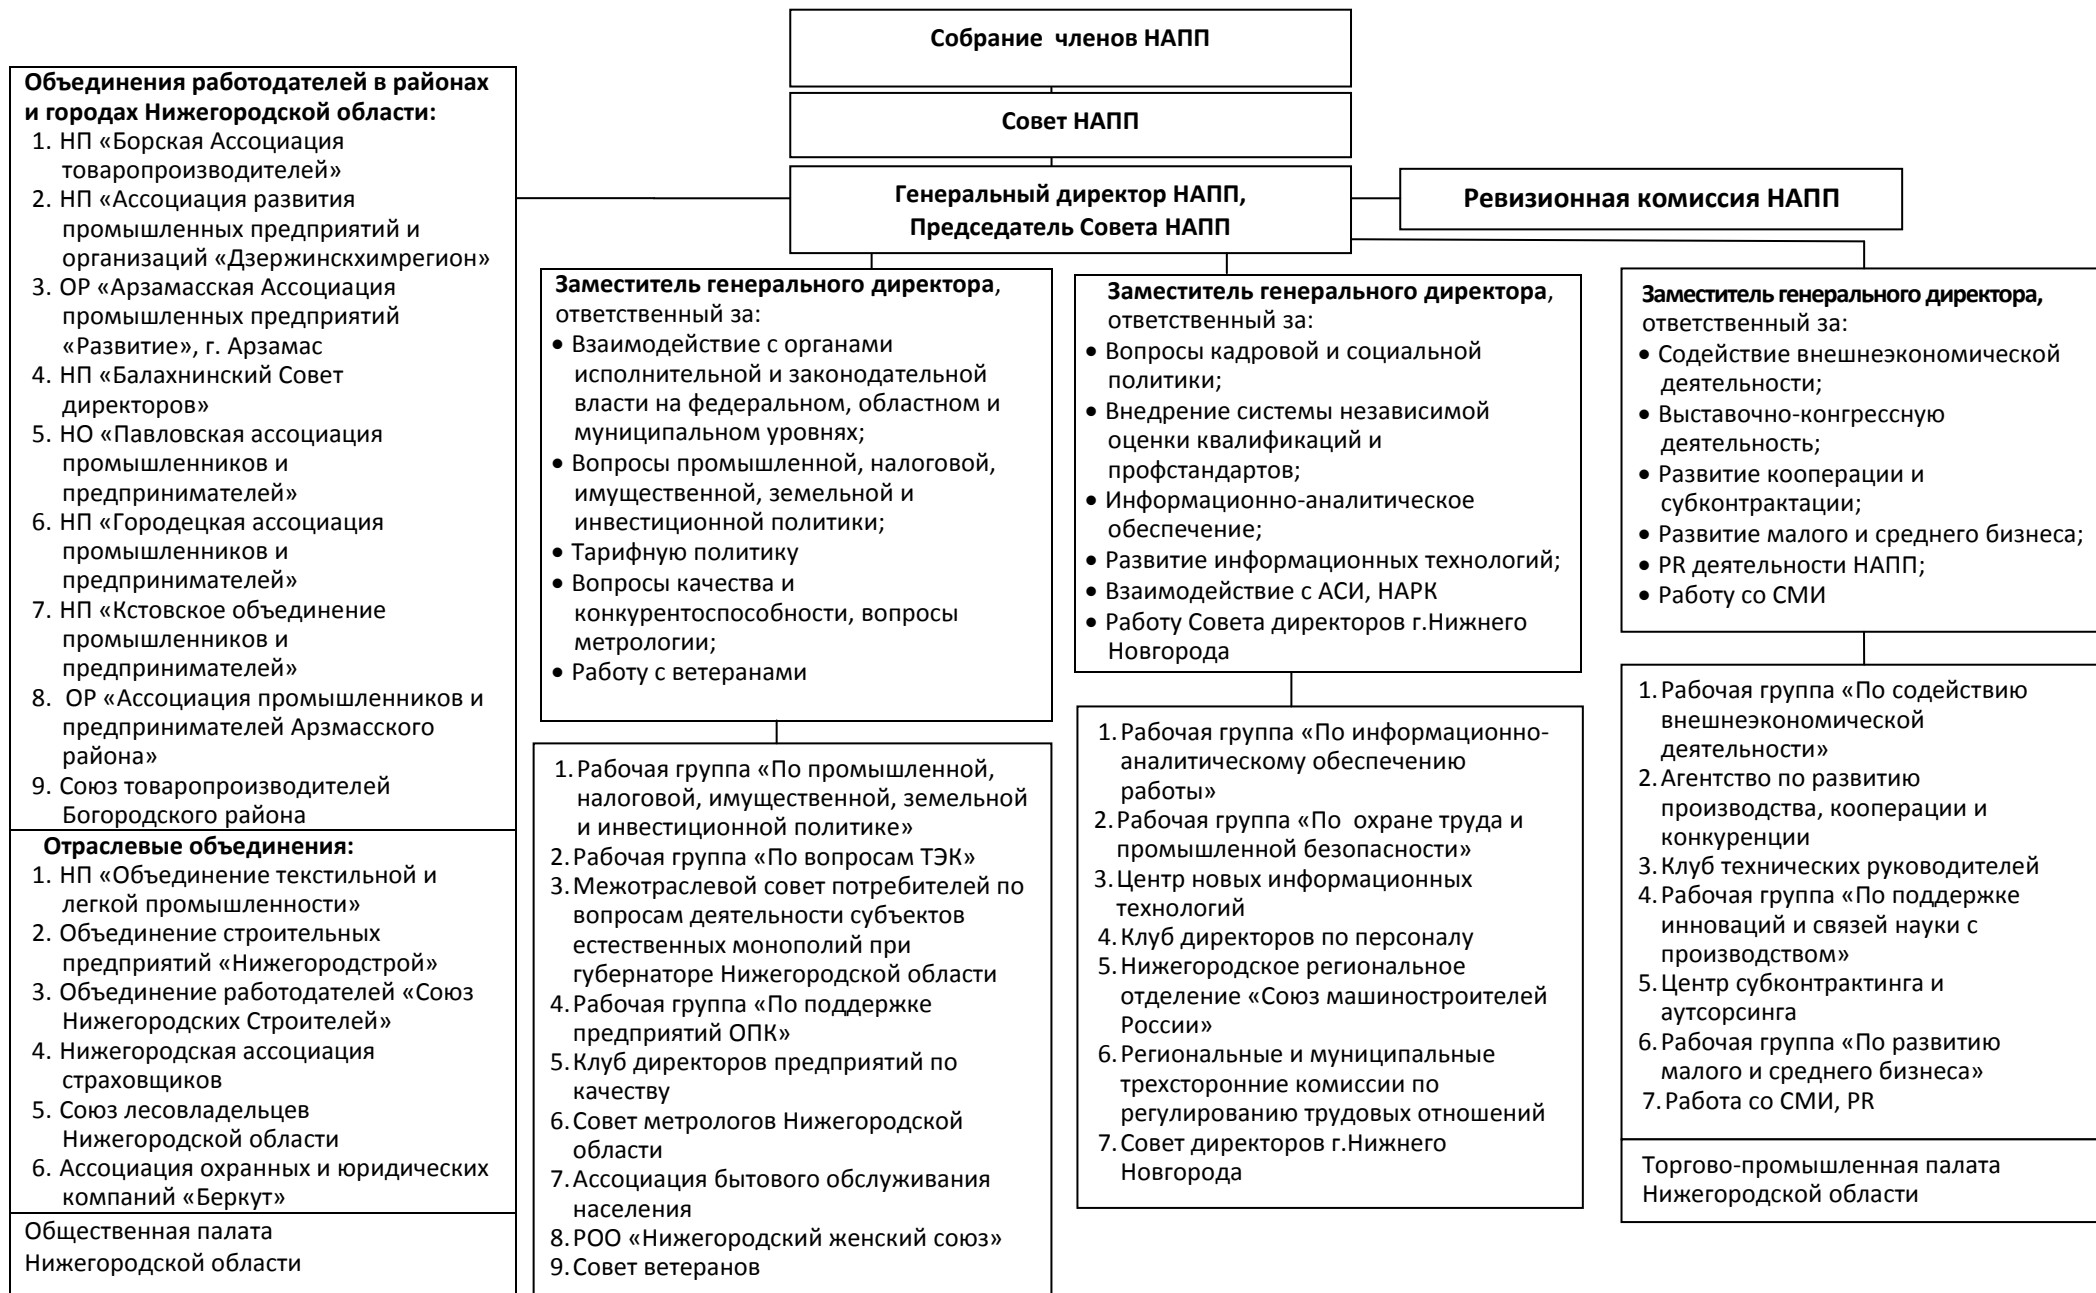 Собрание членов НАПП
Совет НАПП
Генеральный директор НАПП,
Председатель Совета НАПП
Ревизионная комиссия НАПП
Объединения работодателей в районах
и городах Нижегородской области:
1. НП «Борская Ассоциация
товаропроизводителей»
2. НП «Ассоциация развития
промышленных предприятий и
организаций «Дзержинскхимрегион»
3. ОР «Арзамасская Ассоциация
промышленных предприятий
«Развитие», г. Арзамас
4. НП «Балахнинский Совет
директоров»
5. НО «Павловская ассоциация
промышленников и
предпринимателей»
6. НП «Городецкая ассоциация
промышленников и
предпринимателей»
7. НП «Кстовское объединение
промышленников и
предпринимателей»
8. ОР «Ассоциация промышленников и
предпринимателей Арзмасского
района»
9. Союз товаропроизводителей
Богородского района
Отраслевые объединения:
1. НП «Объединение текстильной и
легкой промышленности»
2. Объединение строительных
предприятий «Нижегородстрой»
3. Объединение работодателей «Союз
Нижегородских Строителей»
4. Нижегородская ассоциация
страховщиков
5. Союз лесовладельцев
Нижегородской области
6. Ассоциация охранных и юридических
компаний «Беркут»
Общественная палата
Нижегородской области
Заместитель генерального директора,
ответственный за:
• Взаимодействие с органами
исполнительной и законодательной
власти на федеральном, областном и
муниципальном уровнях;
• Вопросы промышленной, налоговой,
имущественной, земельной и
инвестиционной политики;
• Тарифную политику
• Вопросы качества и
конкурентоспособности, вопросы
метрологии;
• Работу с ветеранами
1. Рабочая группа «По промышленной,
налоговой, имущественной, земельной
и инвестиционной политике»
2. Рабочая группа «По вопросам ТЭК»
3. Межотраслевой совет потребителей по
вопросам деятельности субъектов
естественных монополий при
губернаторе Нижегородской области
4. Рабочая группа «По поддержке
предприятий ОПК»
5. Клуб директоров предприятий по
качеству
6. Совет метрологов Нижегородской
области
7. Ассоциация бытового обслуживания
населения
8. РОО «Нижегородский женский союз»
9. Совет ветеранов
Заместитель генерального директора,
ответственный за:
• Вопросы кадровой и социальной
политики;
• Внедрение системы независимой
оценки квалификаций и
профстандартов;
• Информационно-аналитическое
обеспечение;
• Развитие информационных технологий;
• Взаимодействие с АСИ, НАРК
• Работу Совета директоров г.Нижнего
Новгорода
1. Рабочая группа «По информационно-
аналитическому обеспечению
работы»
2. Рабочая группа «По охране труда и
промышленной безопасности»
3. Центр новых информационных
технологий
4. Клуб директоров по персоналу
5. Нижегородское региональное
отделение «Союз машиностроителей
России»
6. Региональные и муниципальные
трехсторонние комиссии по
регулированию трудовых отношений
7. Совет директоров г.Нижнего
Новгорода
Заместитель генерального директора,
ответственный за:
• Содействие внешнеэкономической
деятельности;
• Выставочно-конгрессную
деятельность;
• Развитие кооперации и
субконтрактации;
• Развитие малого и среднего бизнеса;
• PR деятельности НАПП;
• Работу со СМИ
1. Рабочая группа «По содействию
внешнеэкономической
деятельности»
2. Агентство по развитию
производства, кооперации и
конкуренции
3. Клуб технических руководителей
4. Рабочая группа «По поддержке
инноваций и связей науки с
производством»
5. Центр субконтрактинга и
аутсорсинга
6. Рабочая группа «По развитию
малого и среднего бизнеса»
7. Работа со СМИ, PR
Торгово-промышленная палата
Нижегородской области